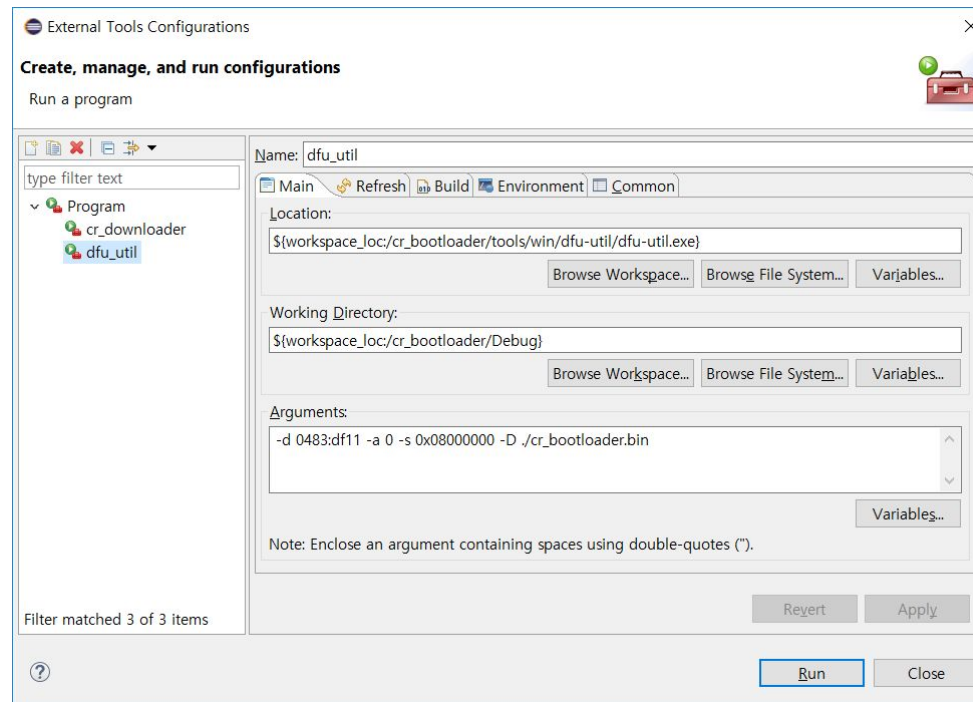 External Tools Configurations
Create, manage, and run configurations
Run a program
type filter text
Program
cr_downloader
dfu_util
Filter matched 3 of 3 items
Name: dfu_util
Main Refresh Build Environment Common
Location:
${workspace_loc:/cr_bootloader/tools/win/dfu-util/dfu-util.exe}
Browse Workspace... Browse File System... Variables...
Working Directory:
${workspace_loc:/cr_bootloader/Debug}
Browse Workspace... Browse File System... Variables...
Arguments:
-d 0483:df11 -a 0 -s 0x08000000 -D ./cr_bootloader.bin
Variables...
Note: Enclose an argument containing spaces using double-quotes (").
Revert Apply
Run Close